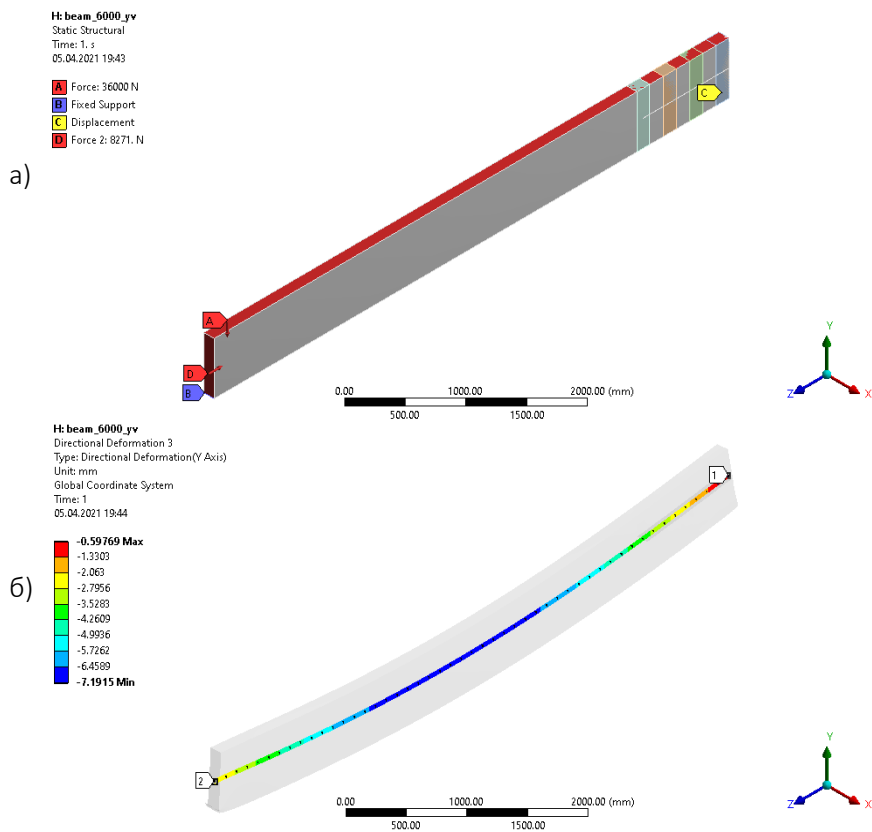 H: beam_6000_yv
Static Structural
Time: 1. s
05.04.2021 19:43
A Force: 36000 N
B Fixed Support
C Displacement
D Force 2: 8271. N
а)
C
A
D
B
0.00 1000.00 2000.00 (mm)
500.00 1500.00
Y
Z X
H: beam_6000_yv
Directional Deformation 3
Type: Directional Deformation(Y Axis)
Unit: mm
Global Coordinate System
Time: 1
05.04.2021 19:44
-0.59769 Max
-1.3303
-2.063
-2.7956
-3.5283
-4.2609
-4.9936
-5.7262
-6.4589
-7.1915 Min
б)
1
2
0.00 1000.00 2000.00 (mm)
500.00 1500.00
Y
Z X